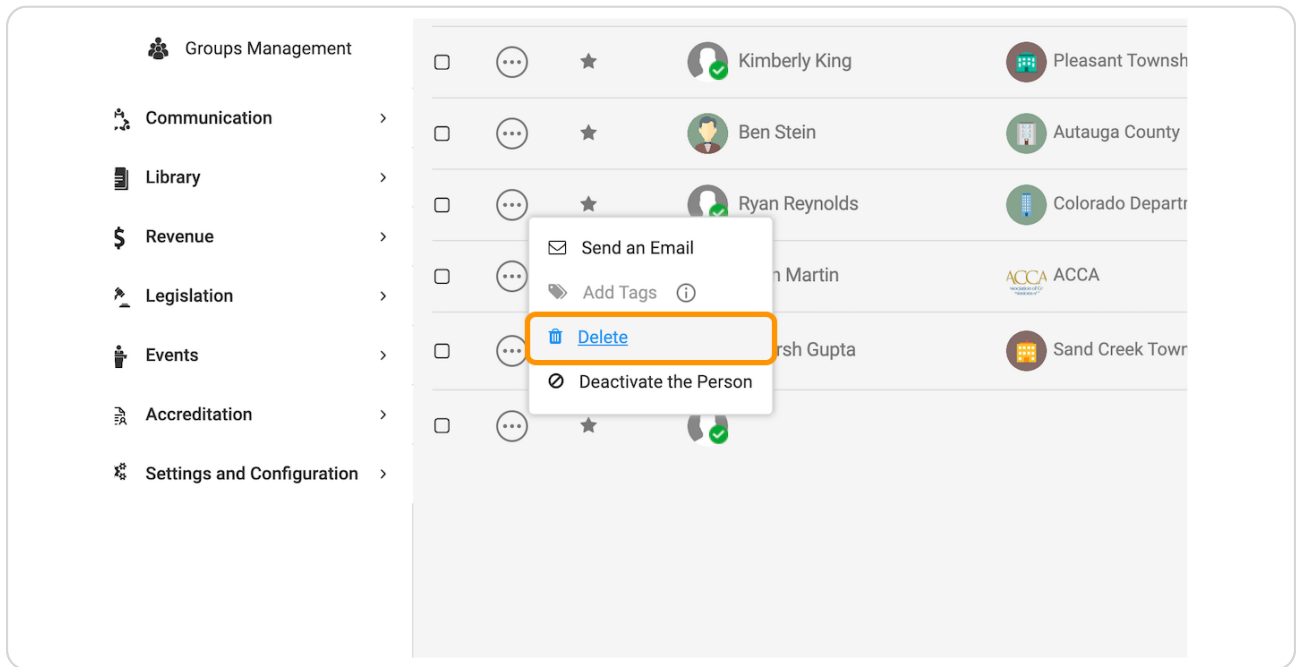 Groups Management
Communication
Library
Revenue
Legislation
Events
Accreditation
Settings and Configuration
Kimberly King
Pleasant Townsh
Ben Stein
Autauga County
Ryan Reynolds
Colorado Departr
Send an Email
n Martin
ACCA
ACCA
Add Tags
Delete
rsh Gupta
Sand Creek Towr
Deactivate the Person